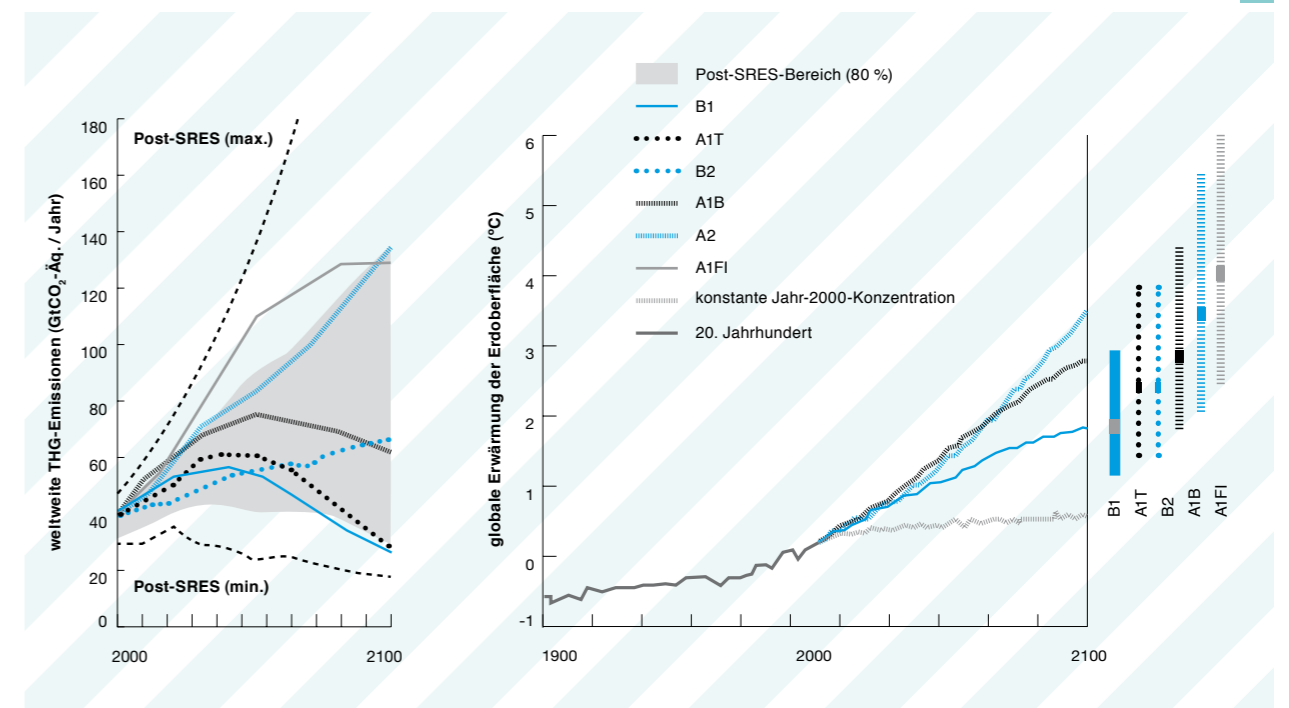 Post-SRES-Bereich (80 %)
B1
A1T
B2
A1B
A2
A1FI
konstante Jahr-2000-Konzentration
20. Jahrhundert
weltweite THG-Emissionen (GtCO₂-Äq. / Jahr)
180
160
140
120
100
80
60
40
20
0
Post-SRES (max.)
Post-SRES (min.)
2000
2100
globale Erwärmung der Erdoberfläche (°C)
6
5
4
3
2
1
0
-1
1900
2000
2100
B1
A1T
B2
A1B
A1FI